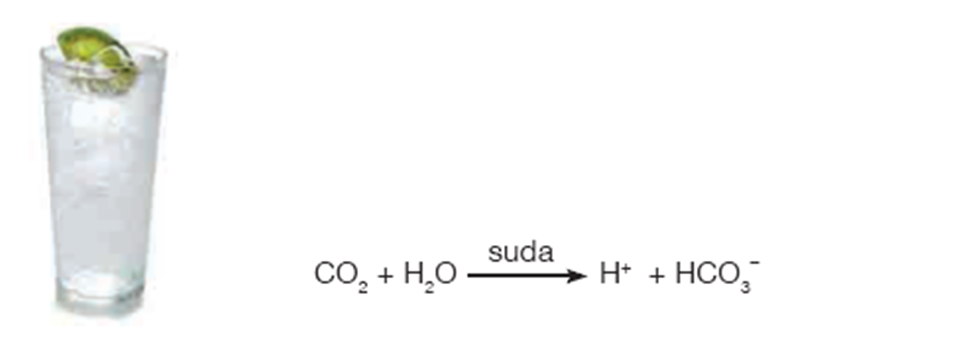 suda
CO₂ + H₂O ⟶ H⁺ + HCO₃⁻